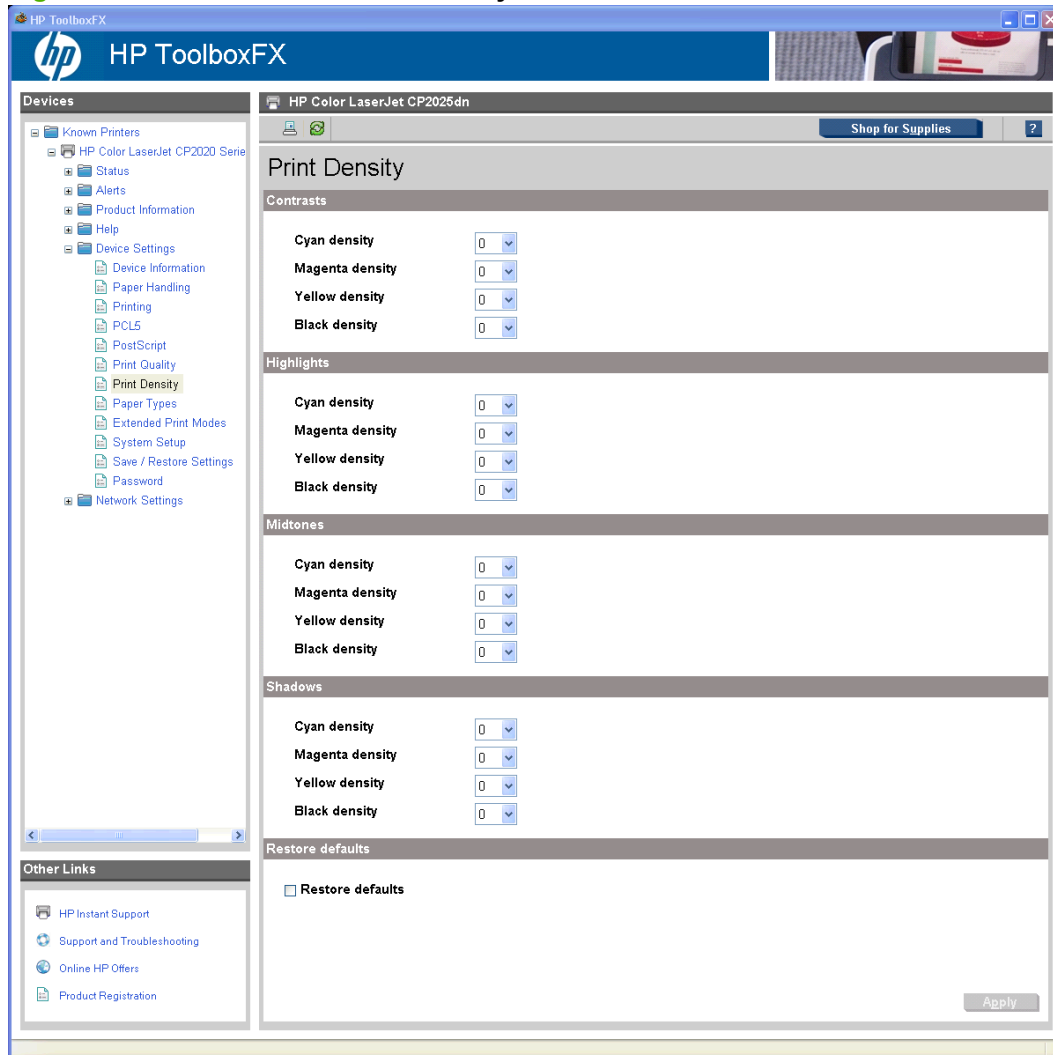 HP ToolboxFX
hp HP ToolboxFX
Devices
Known Printers
HP Color LaserJet CP2020 Serie
Status
Alerts
Product Information
Help
Device Settings
Device Information
Paper Handling
Printing
PCL5
PostScript
Print Quality
Print Density
Paper Types
Extended Print Modes
System Setup
Save / Restore Settings
Password
Network Settings
Other Links
HP Instant Support
Support and Troubleshooting
Online HP Offers
Product Registration
HP Color LaserJet CP2025dn
Shop for Supplies ?
Print Density
Contrasts
Cyan density 0
Magenta density 0
Yellow density 0
Black density 0
Highlights
Cyan density 0
Magenta density 0
Yellow density 0
Black density 0
Midtones
Cyan density 0
Magenta density 0
Yellow density 0
Black density 0
Shadows
Cyan density 0
Magenta density 0
Yellow density 0
Black density 0
Restore defaults
Restore defaults
Apply